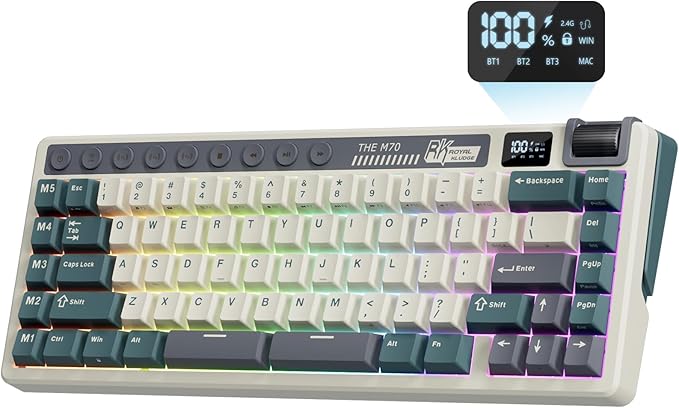 100 2.4G
% WIN
BT1 BT2 BT3 MAC
THE M70 RK ROYAL
KLUDGE
100
M5 Esc ! 1 @ 2 # 3 $ 4 % 5 ^ 6 & 7 * 8 ( 9 ) 0 _ - + = Backspace Home
M4 Tab Q W E R T Y U I O P { [ } ] | \ Del
M3 Caps Lock A S D F G H J K L : ; " ' Enter PgUp
M2 Shift Z X C V B N M < , > . ? / Shift PgDn
M1 Ctrl Win Alt Alt Fn